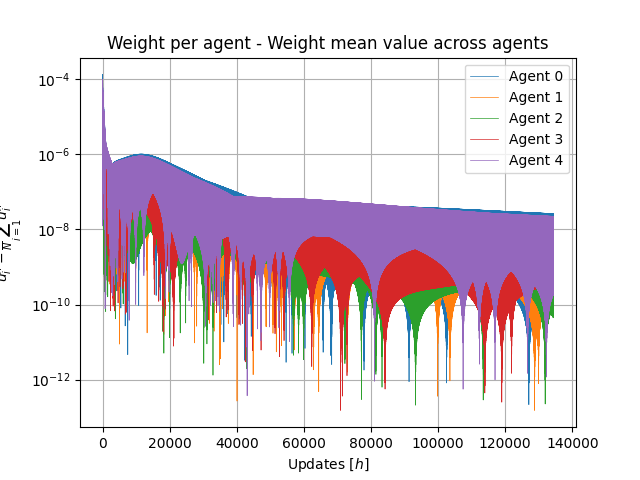 Weight per agent - Weight mean value across agents
Agent 0
Agent 1
Agent 2
Agent 3
Agent 4
10⁻⁴
10⁻⁶
10⁻⁸
10⁻¹⁰
10⁻¹²
0 20000 40000 60000 80000 100000 120000 140000
Updates [h]